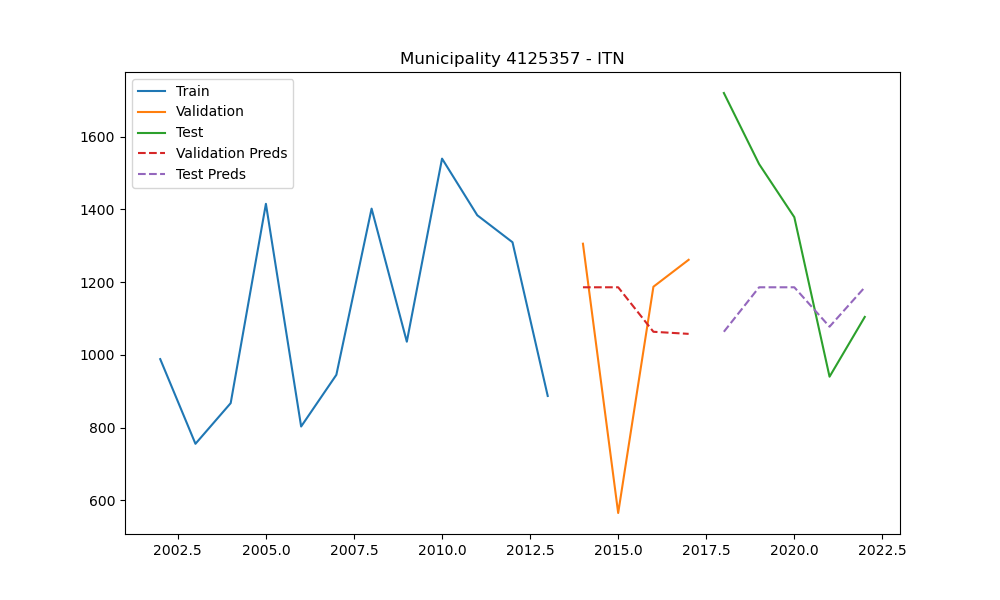 Municipality 4125357 - ITN
Train
Validation
Test
Validation Preds
Test Preds
1600
1400
1200
1000
800
600
2002.5 2005.0 2007.5 2010.0 2012.5 2015.0 2017.5 2020.0 2022.5